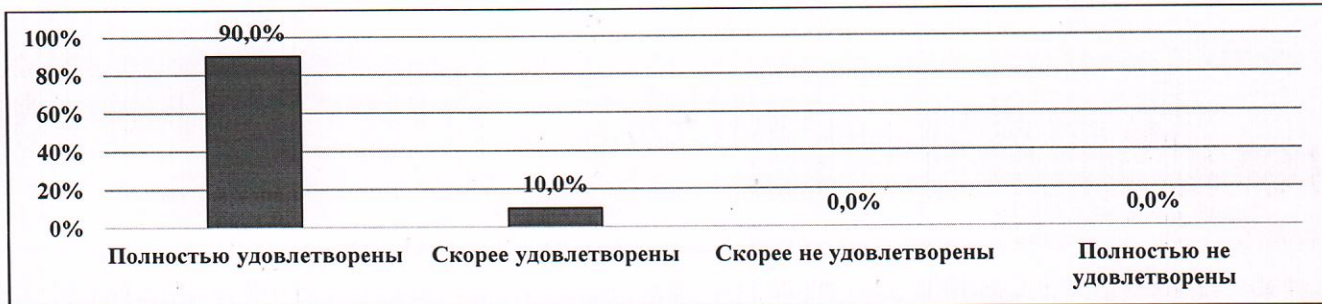 100%
90,0%
80%
60%
40%
20%
10,0%
0,0%
0,0%
0%
Полностью удовлетворены
Скорее удовлетворены
Скорее не удовлетворены
Полностью не
удовлетворены